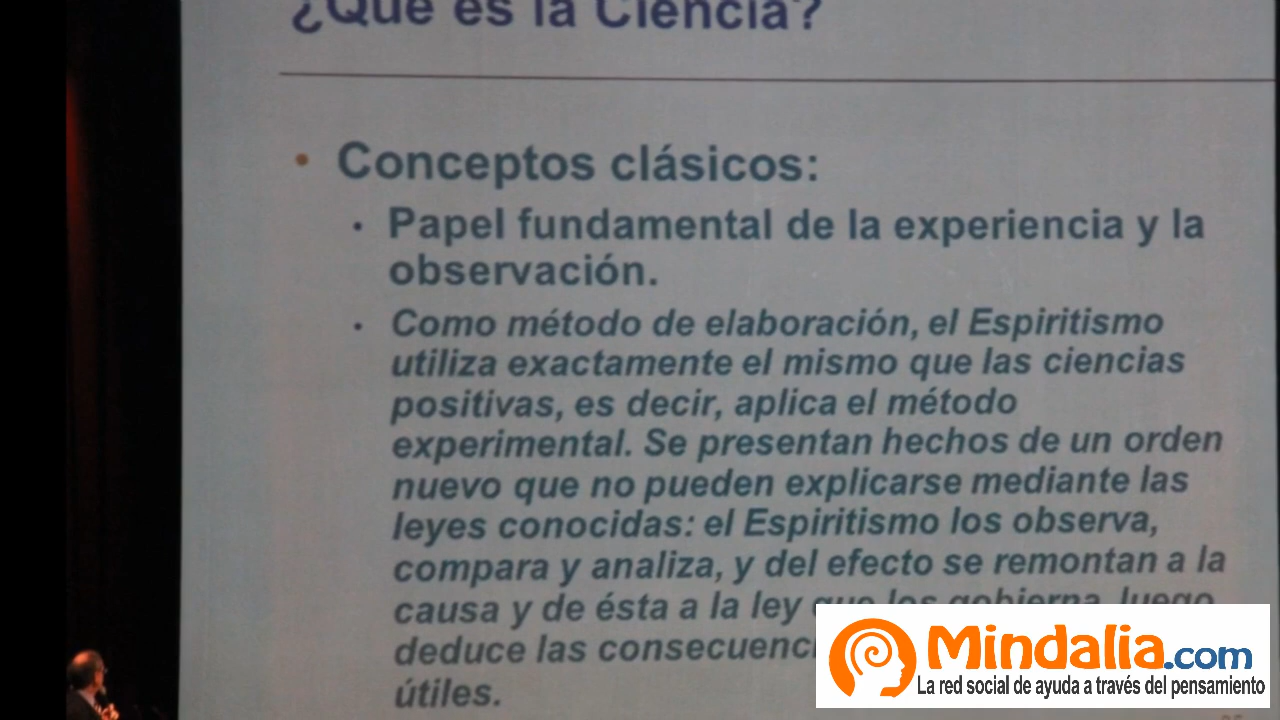 ¿Qué es la Ciencia?
• Conceptos clásicos:
• Papel fundamental de la experiencia y la
observación.
• Como método de elaboración, el Espiritismo
utiliza exactamente el mismo que las ciencias
positivas, es decir, aplica el método
experimental. Se presentan hechos de un orden
nuevo que no pueden explicarse mediante las
leyes conocidas: el Espiritismo los observa,
compara y analiza, y del efecto se remontan a la
causa y de ésta a la ley que los gobierna, luego
deduce las
útiles.
Mindalia.com
La red social de ayuda a través del pensamiento